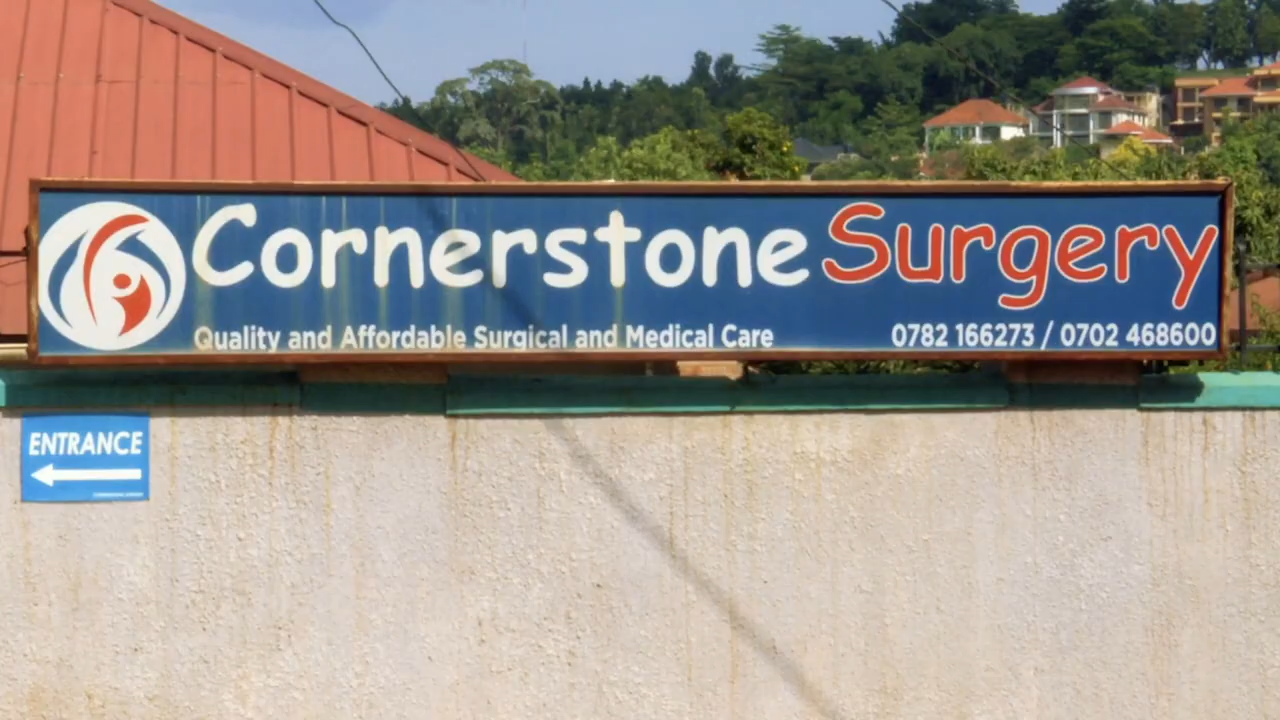 Cornerstone Surgery
Quality and Affordable Surgical and Medical Care
0782 166273 / 0702 468600
ENTRANCE